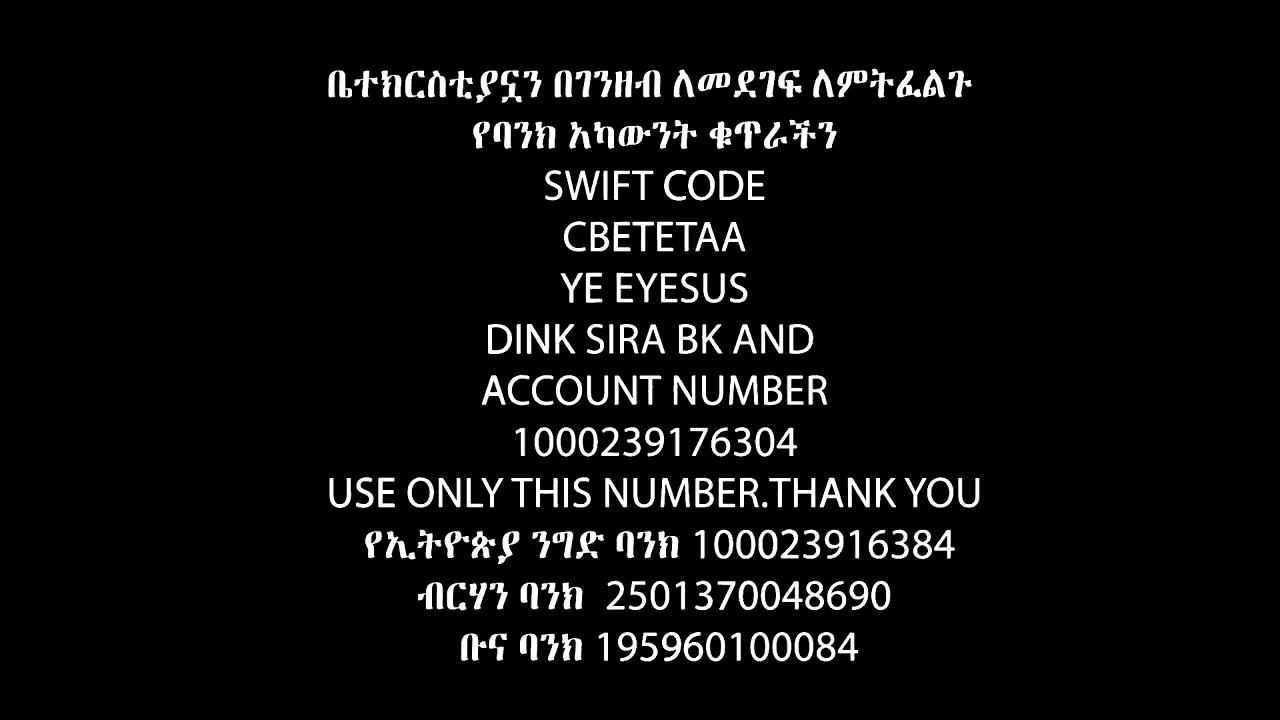 ቤተክርስቲያኗን በገንዘብ ለመደገፍ ለምትፈልጉ
የባንክ አካውንት ቁጥራችን
SWIFT CODE
CBETETAA
YE EYESUS
DINK SIRA BK AND
ACCOUNT NUMBER
1000239176304
USE ONLY THIS NUMBER.THANK YOU
የኢትዮጵያ ንግድ ባንክ 100023916384
ብርሃን ባንክ 2501370048690
ቡና ባንክ 195960100084